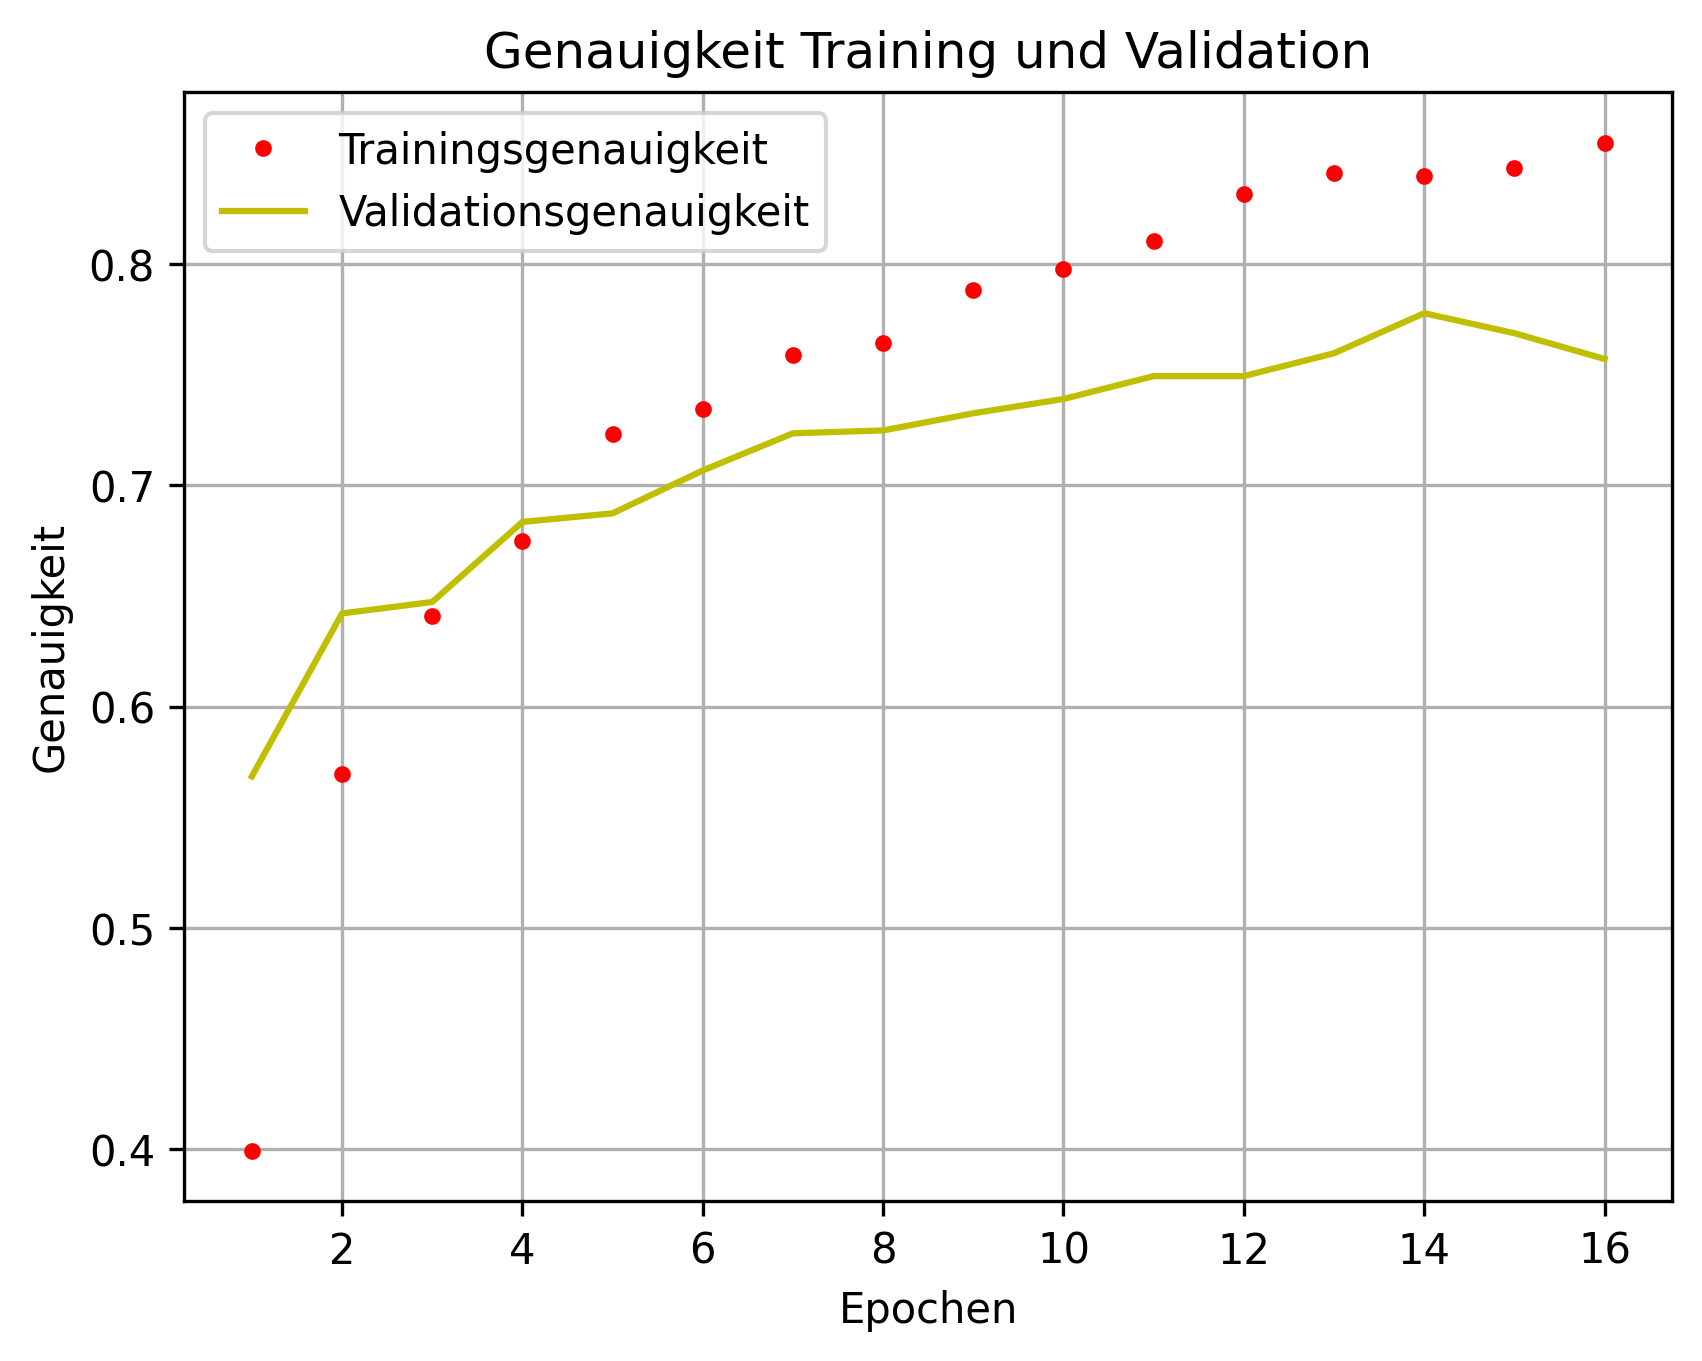 Genauigkeit Training und Validation
Trainingsgenauigkeit
Validationsgenauigkeit
0.8
0.7
0.6
0.5
0.4
Genauigkeit
2 4 6 8 10 12 14 16
Epochen